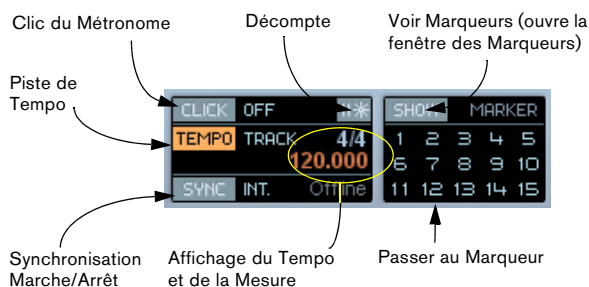 Clic du Métronome
Décompte
Voir Marqueurs (ouvre la
fenêtre des Marqueurs)
Piste de
Tempo
CLICK OFF
SHOW MARKER
TEMPO TRACK 4/4
120.000
SYNC INT. Offline
1 2 3 4 5
6 7 8 9 10
11 12 13 14 15
Synchronisation
Marche/Arrêt
Affichage du Tempo
et de la Mesure
Passer au Marqueur